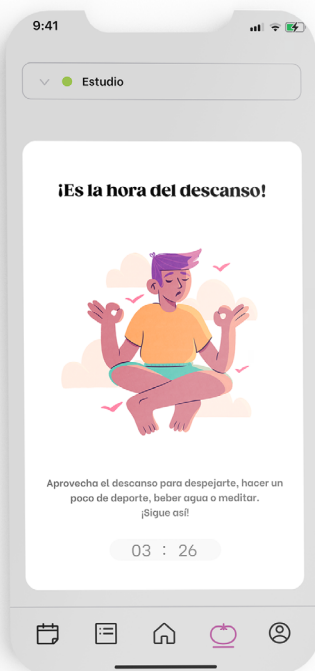 9:41
Estudio
¡Es la hora del descanso!
Aprovecha el descanso para despejarte, hacer un
poco de deporte, beber agua o meditar.
¡Sigue así!
03 : 26